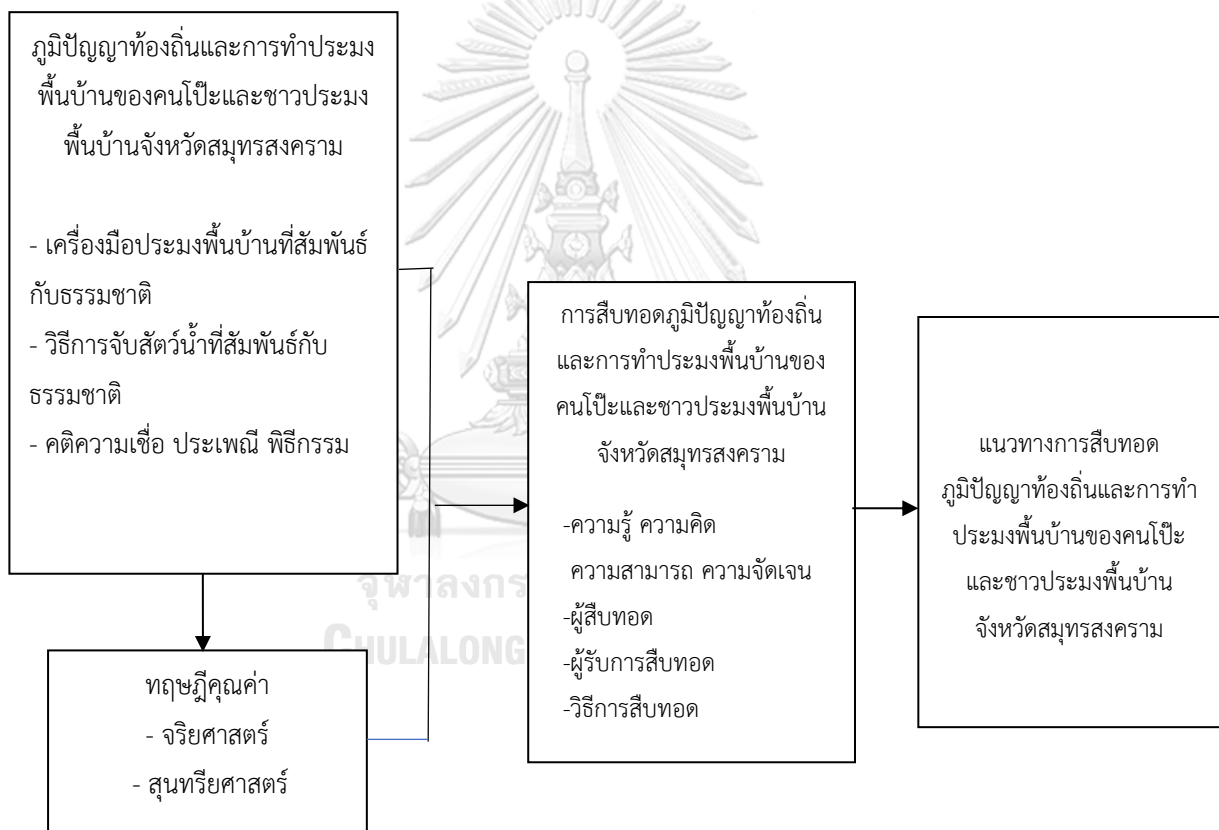 ภูมิปัญญาท้องถิ่นและการทำประมง
พื้นบ้านของคนโป๊ะและชาวประมง
พื้นบ้านจังหวัดสมุทรสงคราม
- เครื่องมือประมงพื้นบ้านที่สัมพันธ์
กับธรรมชาติ
- วิธีการจับสัตว์น้ำที่สัมพันธ์กับ
ธรรมชาติ
- คติความเชื่อ ประเพณี พิธีกรรม
ทฤษฎีคุณค่า
- จริยศาสตร์
- สุนทรียศาสตร์
การสืบทอดภูมิปัญญาท้องถิ่น
และการทำประมงพื้นบ้านของ
คนโป๊ะและชาวประมงพื้นบ้าน
จังหวัดสมุทรสงคราม
-ความรู้ ความคิด
ความสามารถ ความจัดเจน
-ผู้สืบทอด
-ผู้รับการสืบทอด
-วิธีการสืบทอด
แนวทางการสืบทอด
ภูมิปัญญาท้องถิ่นและการทำ
ประมงพื้นบ้านของคนโป๊ะ
และชาวประมงพื้นบ้าน
จังหวัดสมุทรสงคราม
จุฬาลงกร
CHULALONG